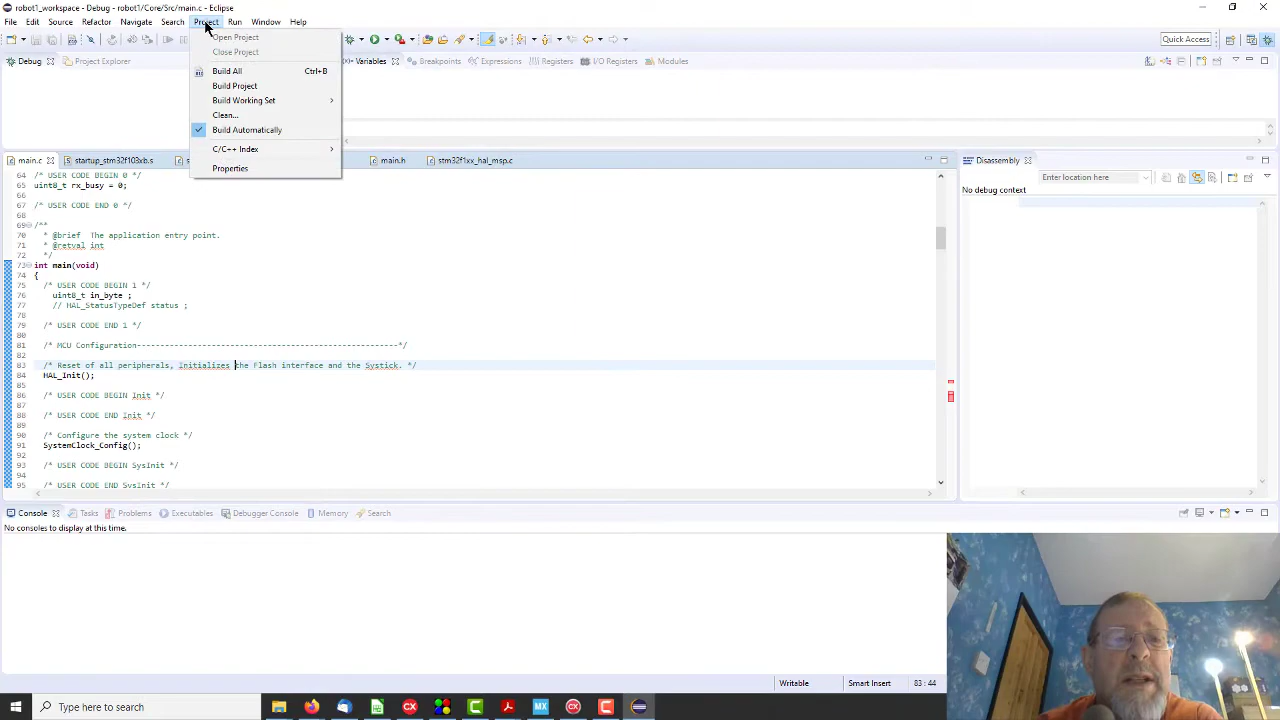 robot1_workspace - Debug - robot1/Core/Src/main.c - Eclipse
File Edit Source Refactor Navigate Search Project Run Window Help
Quick Access
Open Project
Close Project
Build All Ctrl+B
Build Project
Build Working Set
Clean...
Build Automatically
C/C++ Index
Properties
Debug Project Explorer Variables Breakpoints Expressions Registers I/O Registers Modules
main.c startup_stm32f103xb.s main.h stm32f1xx_hal_msp.c
Disassembly
Enter location here
No debug context
64 /* USER CODE BEGIN 0 */
65 uint8_t rx_busy = 0;
66
67 /* USER CODE END 0 */
68
69 /**
70 * @brief The application entry point.
71 * @retval int
72 */
73 int main(void)
74 {
75 /* USER CODE BEGIN 1 */
76 uint8_t in_byte ;
77 // HAL_StatusTypeDef status ;
78
79 /* USER CODE END 1 */
80
81 /* MCU Configuration--------------------------------------------------------*/
82
83 /* Reset of all peripherals, Initializes the Flash interface and the Systick. */
84 HAL_Init();
85
86 /* USER CODE BEGIN Init */
87
88 /* USER CODE END Init */
89
90 /* Configure the system clock */
91 SystemClock_Config();
92
93 /* USER CODE BEGIN SysInit */
94
95 /* USER CODE END SysInit */
Console Tasks Problems Executables Debugger Console Memory Search
No consoles to display at this time.
Writable Smart Insert 83 : 44
Type here to search